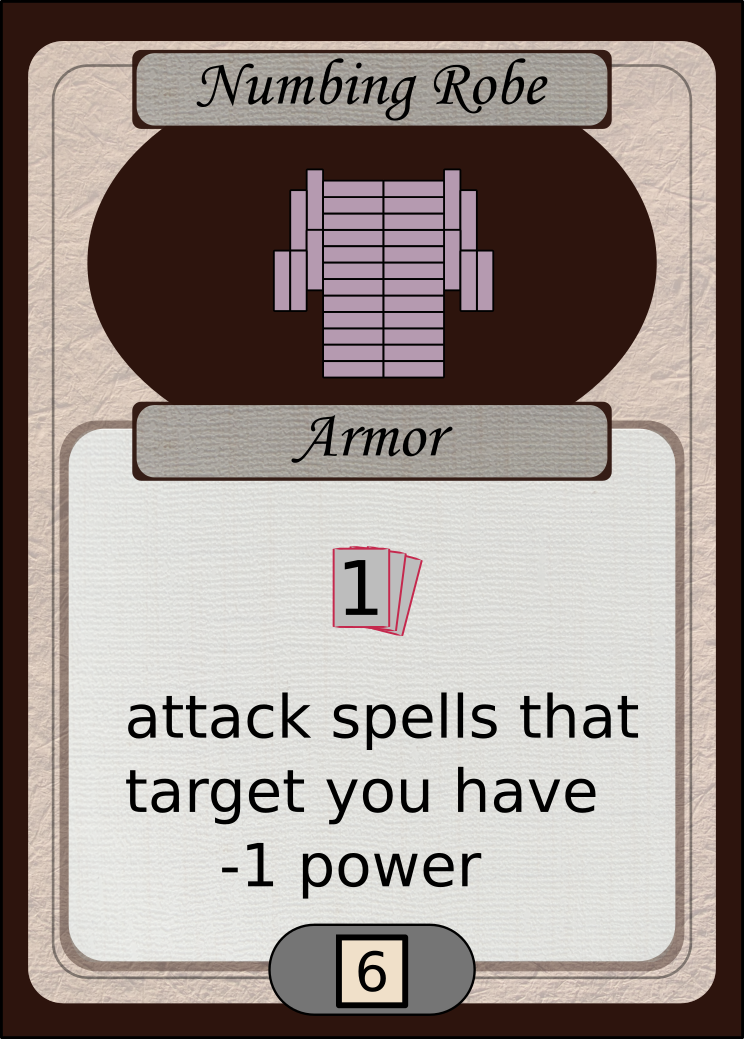 Numbing Robe
Armor
1
attack spells that
target you have
-1 power
6